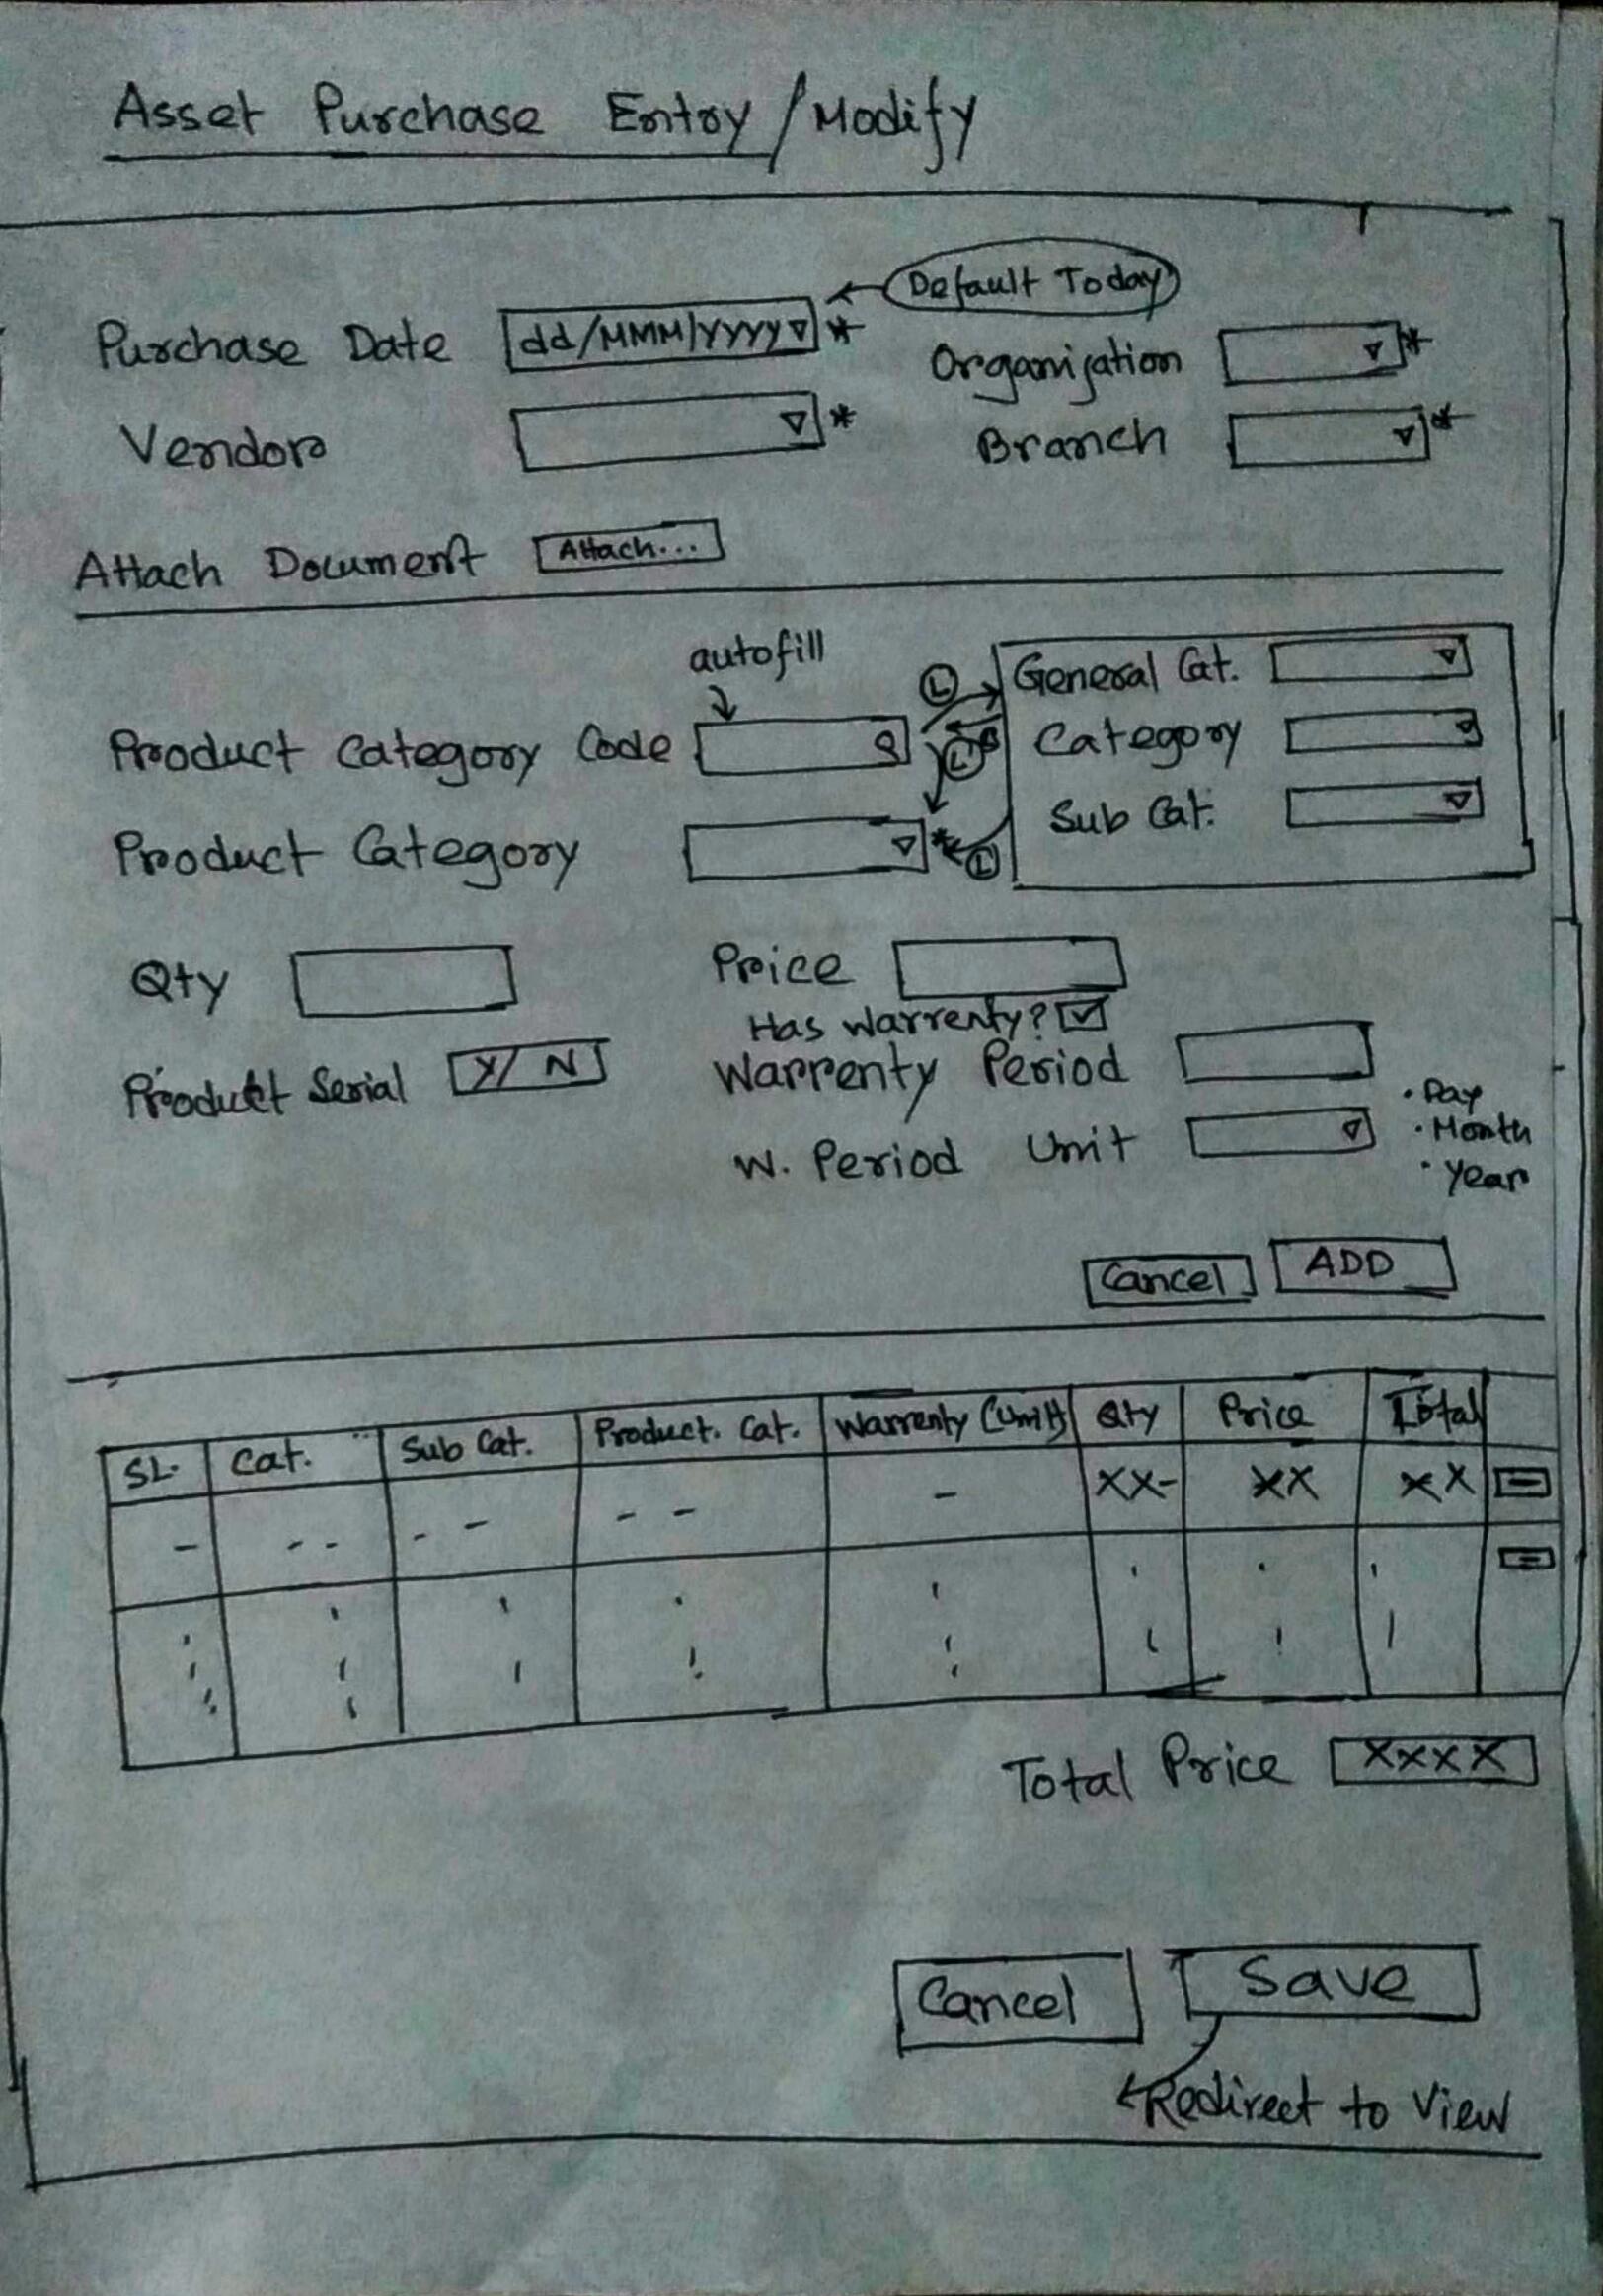 Asset Purchase Entry / Modify
Default Today
Purchase Date dd/MMM/YYYY * Organisation *
Vendor * Branch *
Attach Document Attach...
autofill
General Cat.
L
Product Category Code L Category
Sub Cat.
Product Category * L
Qty Price
Has Warrenty?
Product Serial Y/N Warrenty Period
• Day
W. Period Unit • Month
• Year
Cancel ADD
SL. Cat. Sub Cat. Product. Cat. Warrenty (Unit) Qty Price Total
- -- -- -- - XX- XX XX
Total Price XXXX
Cancel Save
Redirect to View